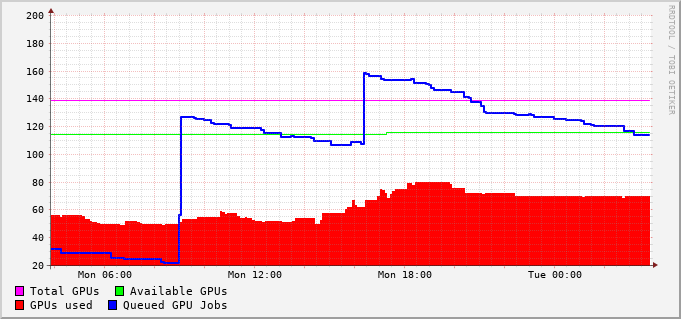 200
180
160
140
120
100
80
60
40
20
Mon 06:00 Mon 12:00 Mon 18:00 Tue 00:00
Total GPUs Available GPUs
GPUs used Queued GPU Jobs
RRDTOOL / TOBI OETIKER